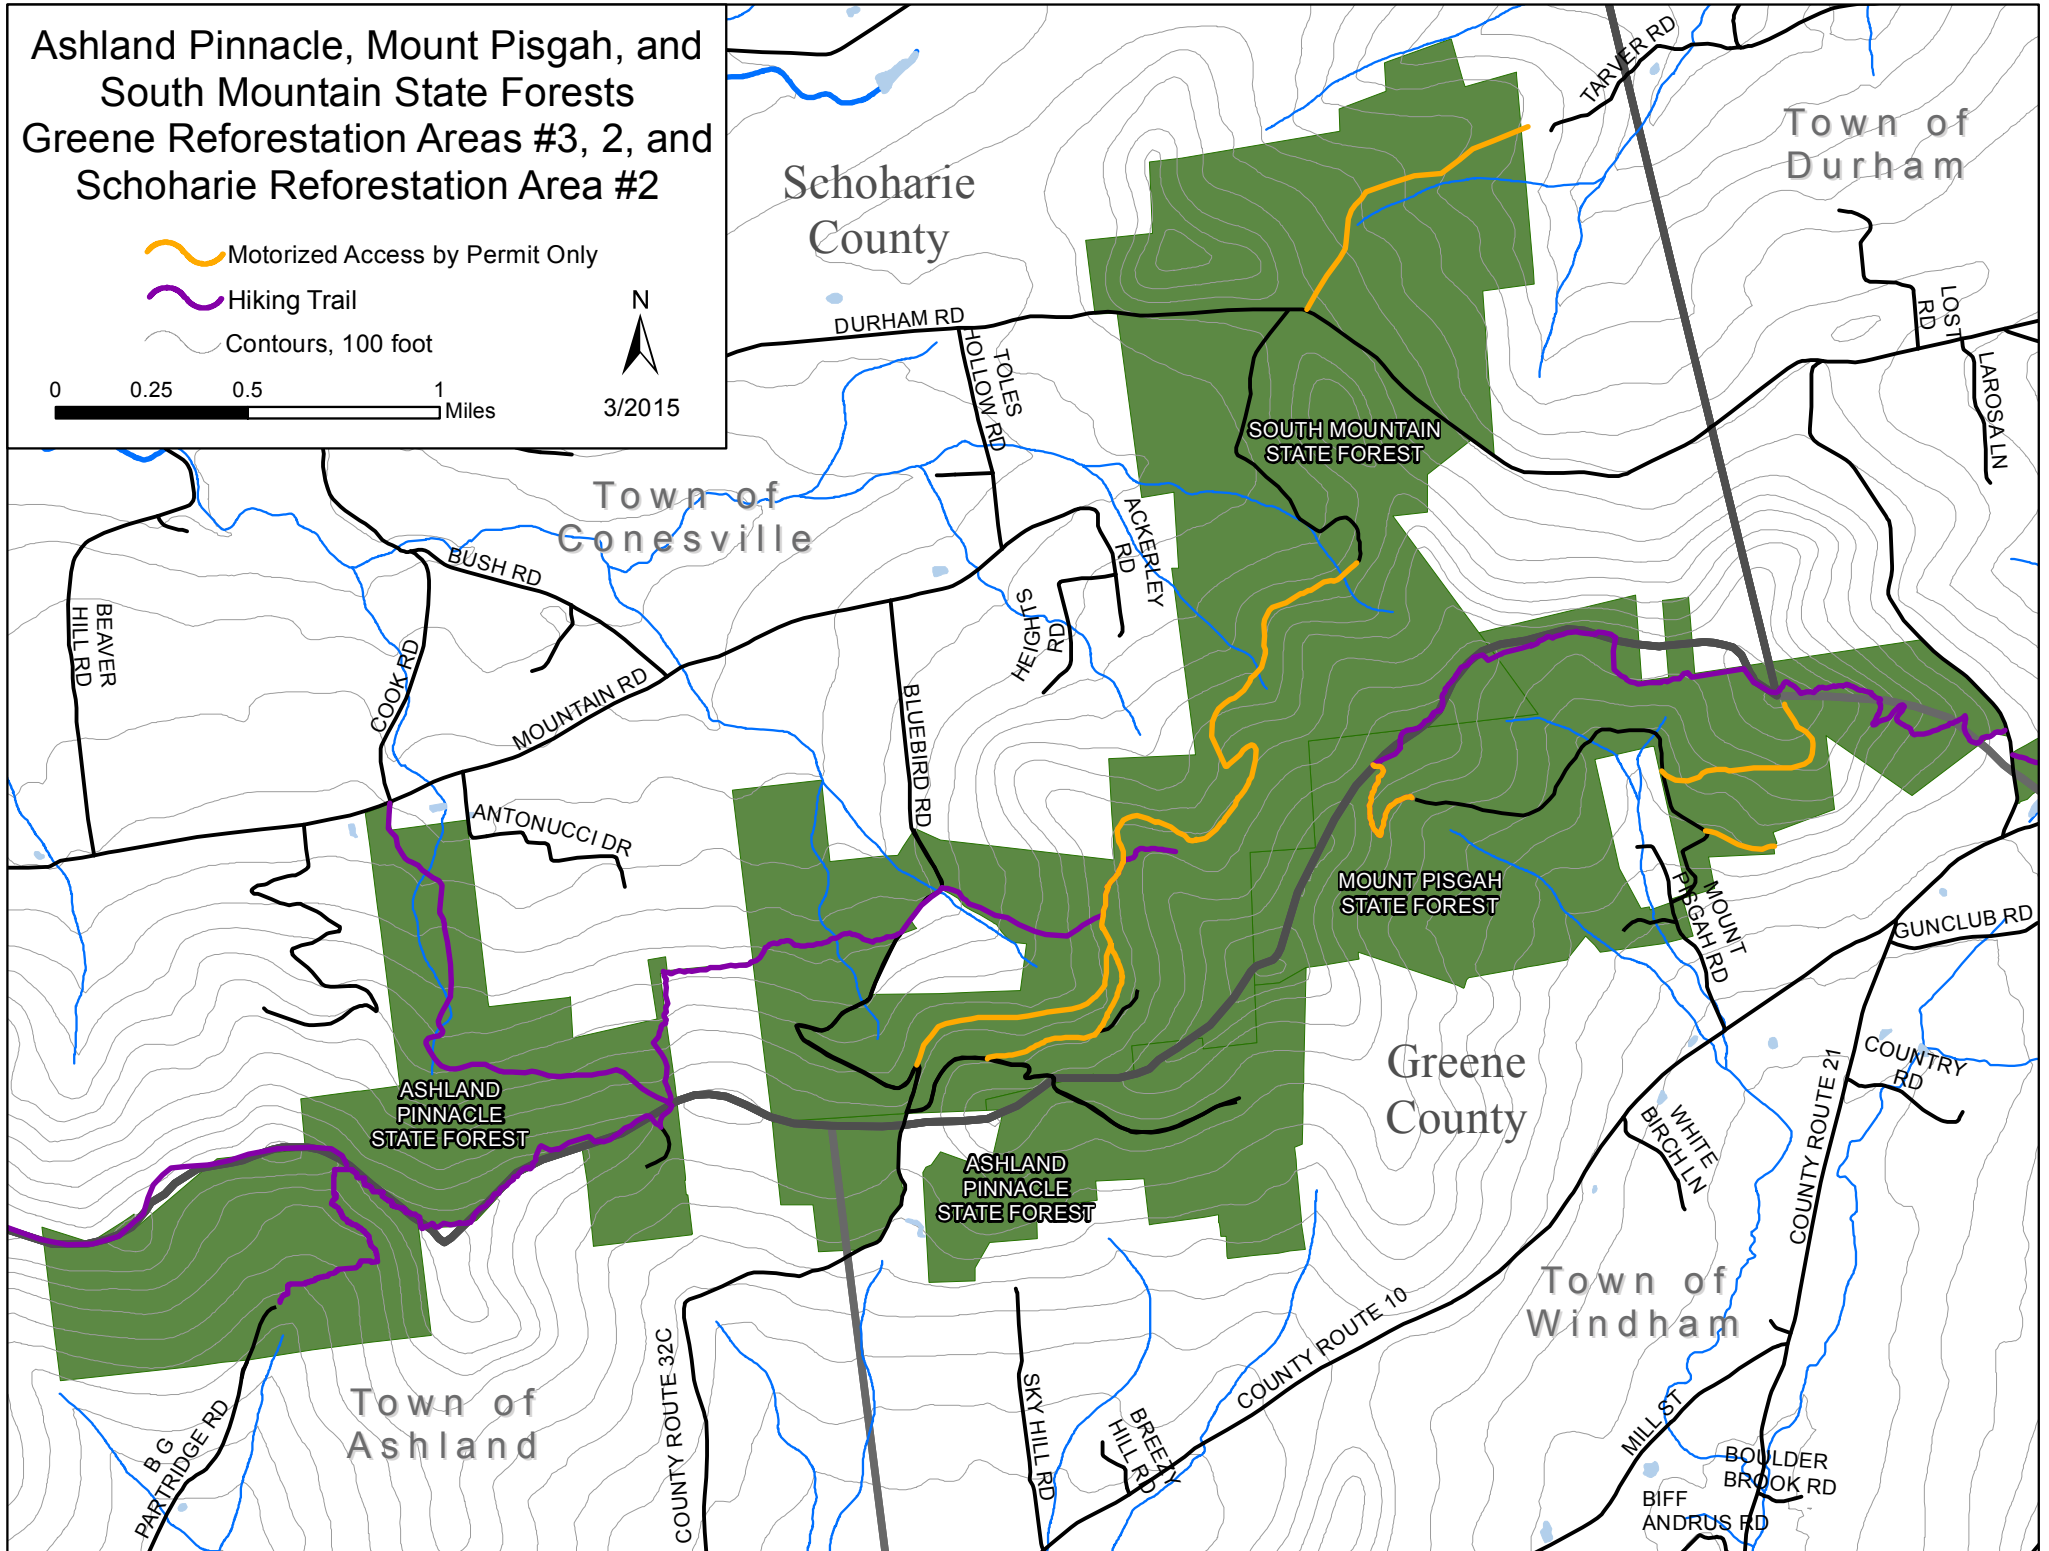 Ashland Pinnacle, Mount Pisgah, and
South Mountain State Forests
Greene Reforestation Areas #3, 2, and
Schoharie Reforestation Area #2
Motorized Access by Permit Only
Hiking Trail
Contours, 100 foot
0 0.25 0.5 1
Miles
N
3/2015
TARVER RD
Town of
Durham
Schoharie
County
DURHAM RD
TOLES
HOLLOW RD
LOST
RD
LAROSA LN
SOUTH MOUNTAIN
STATE FOREST
Town of
Conesville
ACKERLEY
RD
BUSH RD
BEAVER
HILL RD
HEIGHTS
RD
COOK RD
MOUNTAIN RD
BLUEBIRD RD
ANTONUCCI DR
MOUNT PISGAH
STATE FOREST
MOUNT
PISGAH RD
GUNCLUB RD
Greene
County
COUNTRY
RD
COUNTY ROUTE 21
WHITE
BIRCH LN
ASHLAND
PINNACLE
STATE FOREST
ASHLAND
PINNACLE
STATE FOREST
Town of
Windham
COUNTY ROUTE 10
COUNTY ROUTE 32C
SKY HILL RD
BREEZY
HILL RD
Town of
Ashland
B G
PARTRIDGE RD
MILL ST
BOULDER
BROOK RD
BIFF
ANDRUS RD